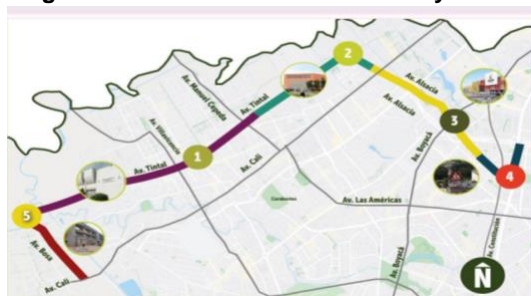 2
Av. Alsacia
Av. Manuel Cepeda
Av. Tintal
Av. Alsacia
3
Av. Boyacá
Av. Villavicencio
1
Av. Cali
4
Av. Tintal
Av. Las Américas
5
Av. Bosa
Av. Boyacá
Av. Constitución
Av. Cali
N